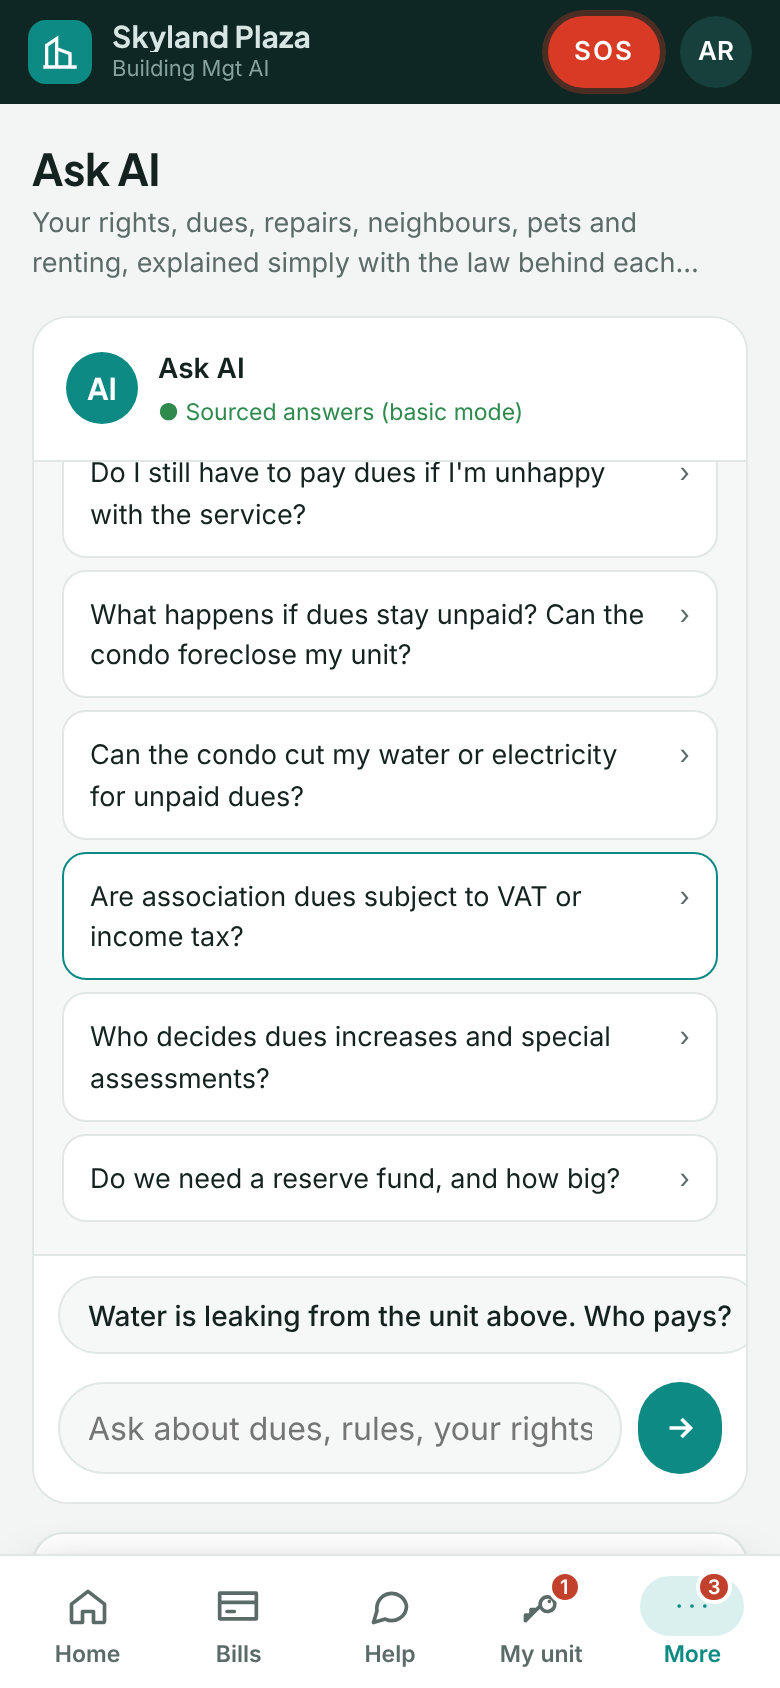 Skyland Plaza
Building Mgt AI
SOS
AR
Ask AI
Your rights, dues, repairs, neighbours, pets and
renting, explained simply with the law behind each...
AI
Ask AI
Sourced answers (basic mode)
Do I still have to pay dues if I'm unhappy
with the service?
What happens if dues stay unpaid? Can the
condo foreclose my unit?
Can the condo cut my water or electricity
for unpaid dues?
Are association dues subject to VAT or
income tax?
Who decides dues increases and special
assessments?
Do we need a reserve fund, and how big?
Water is leaking from the unit above. Who pays?
Ask about dues, rules, your rights
1
3
Home
Bills
Help
My unit
More